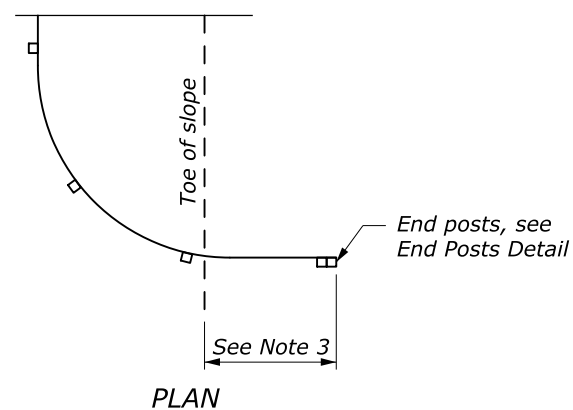 Toe of slope
End posts, see
End Posts Detail
See Note 3
PLAN